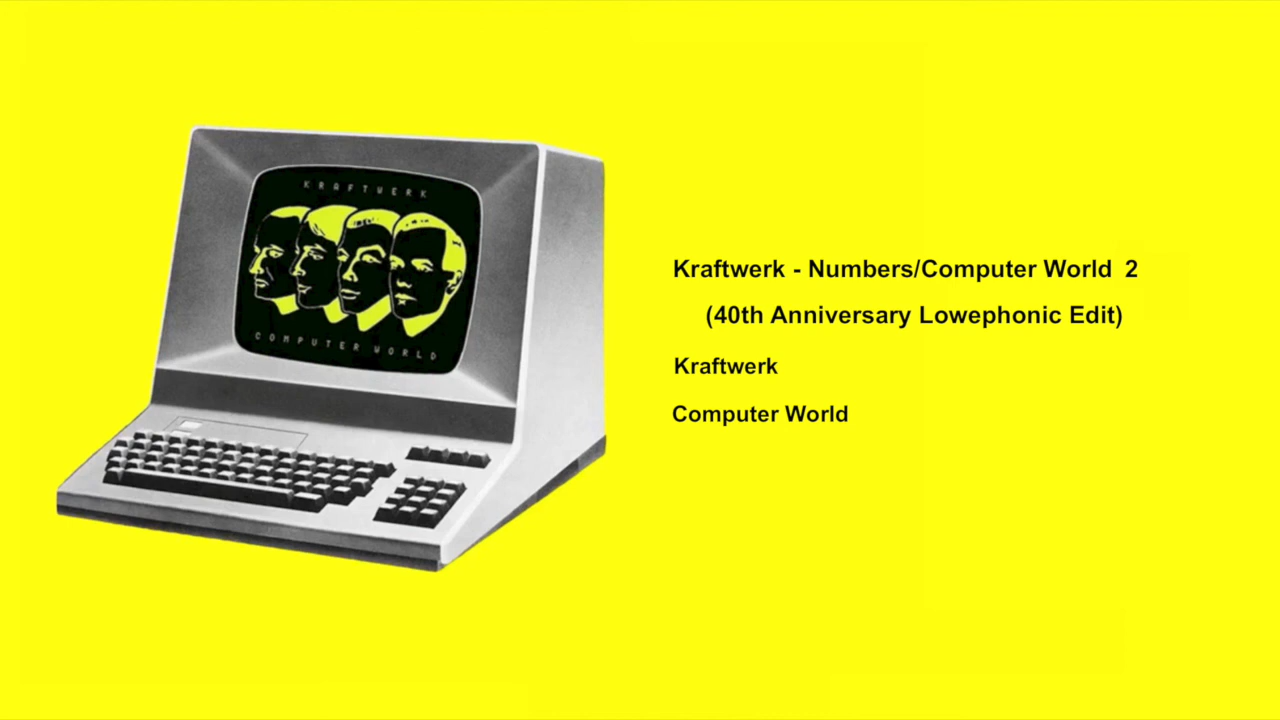 KRAFTWERK
COMPUTER WORLD
Kraftwerk - Numbers/Computer World 2
(40th Anniversary Lowephonic Edit)
Kraftwerk
Computer World